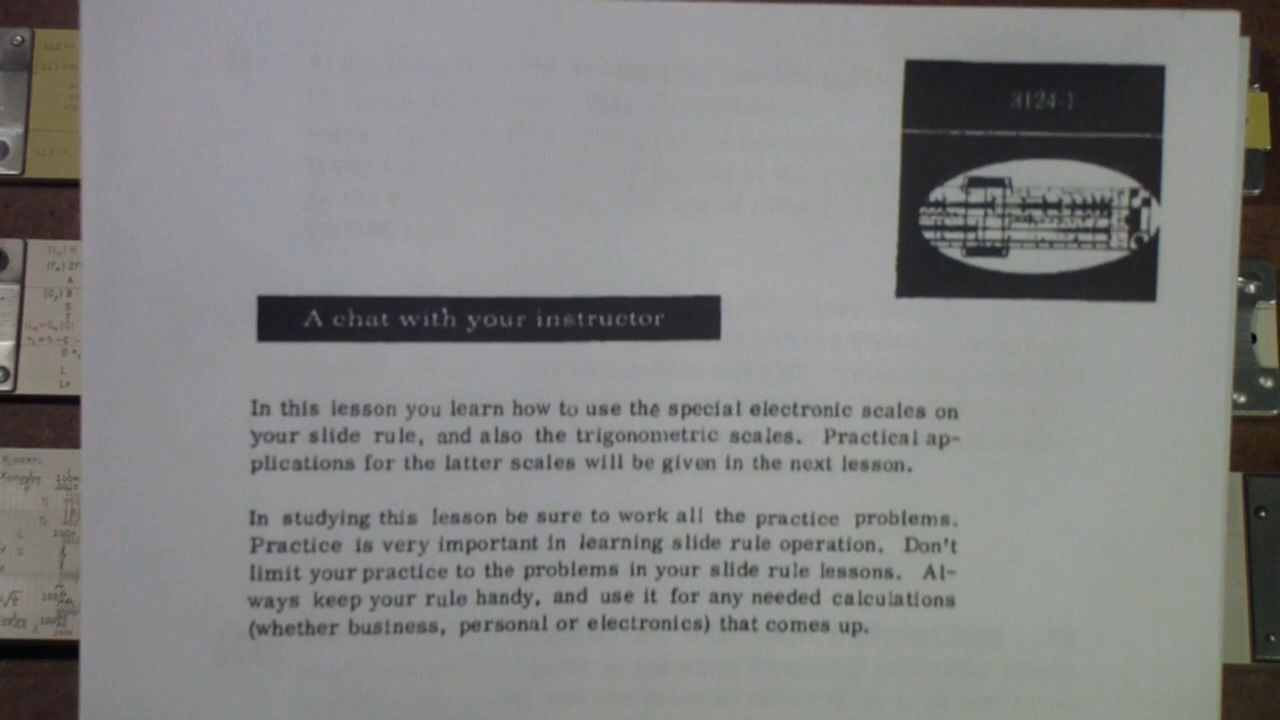 3124-1
A chat with your instructor
In this lesson you learn how to use the special electronic scales on
your slide rule, and also the trigonometric scales. Practical ap-
plications for the latter scales will be given in the next lesson.
In studying this lesson be sure to work all the practice problems.
Practice is very important in learning slide rule operation. Don't
limit your practice to the problems in your slide rule lessons. Al-
ways keep your rule handy, and use it for any needed calculations
(whether business, personal or electronics) that comes up.